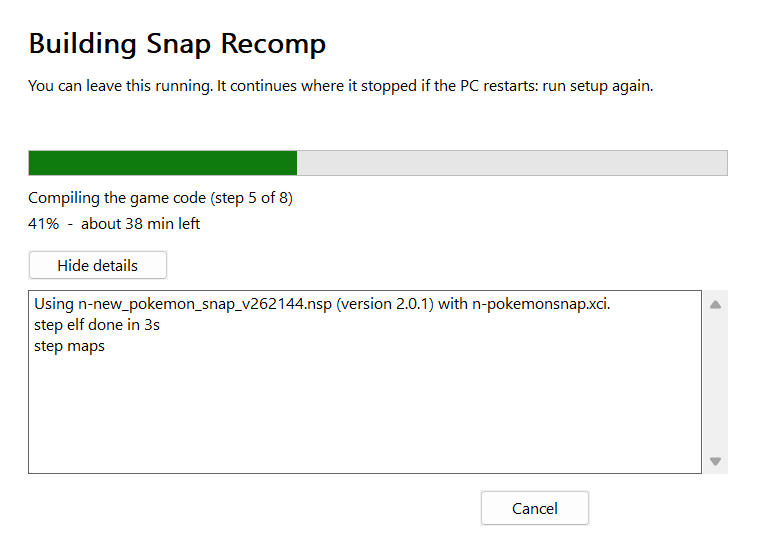 Building Snap Recomp
You can leave this running. It continues where it stopped if the PC restarts: run setup again.
Compiling the game code (step 5 of 8)
41% - about 38 min left
Hide details
Using n-new_pokemon_snap_v262144.nsp (version 2.0.1) with n-pokemonsnap.xci.
step elf done in 3s
step maps
Cancel